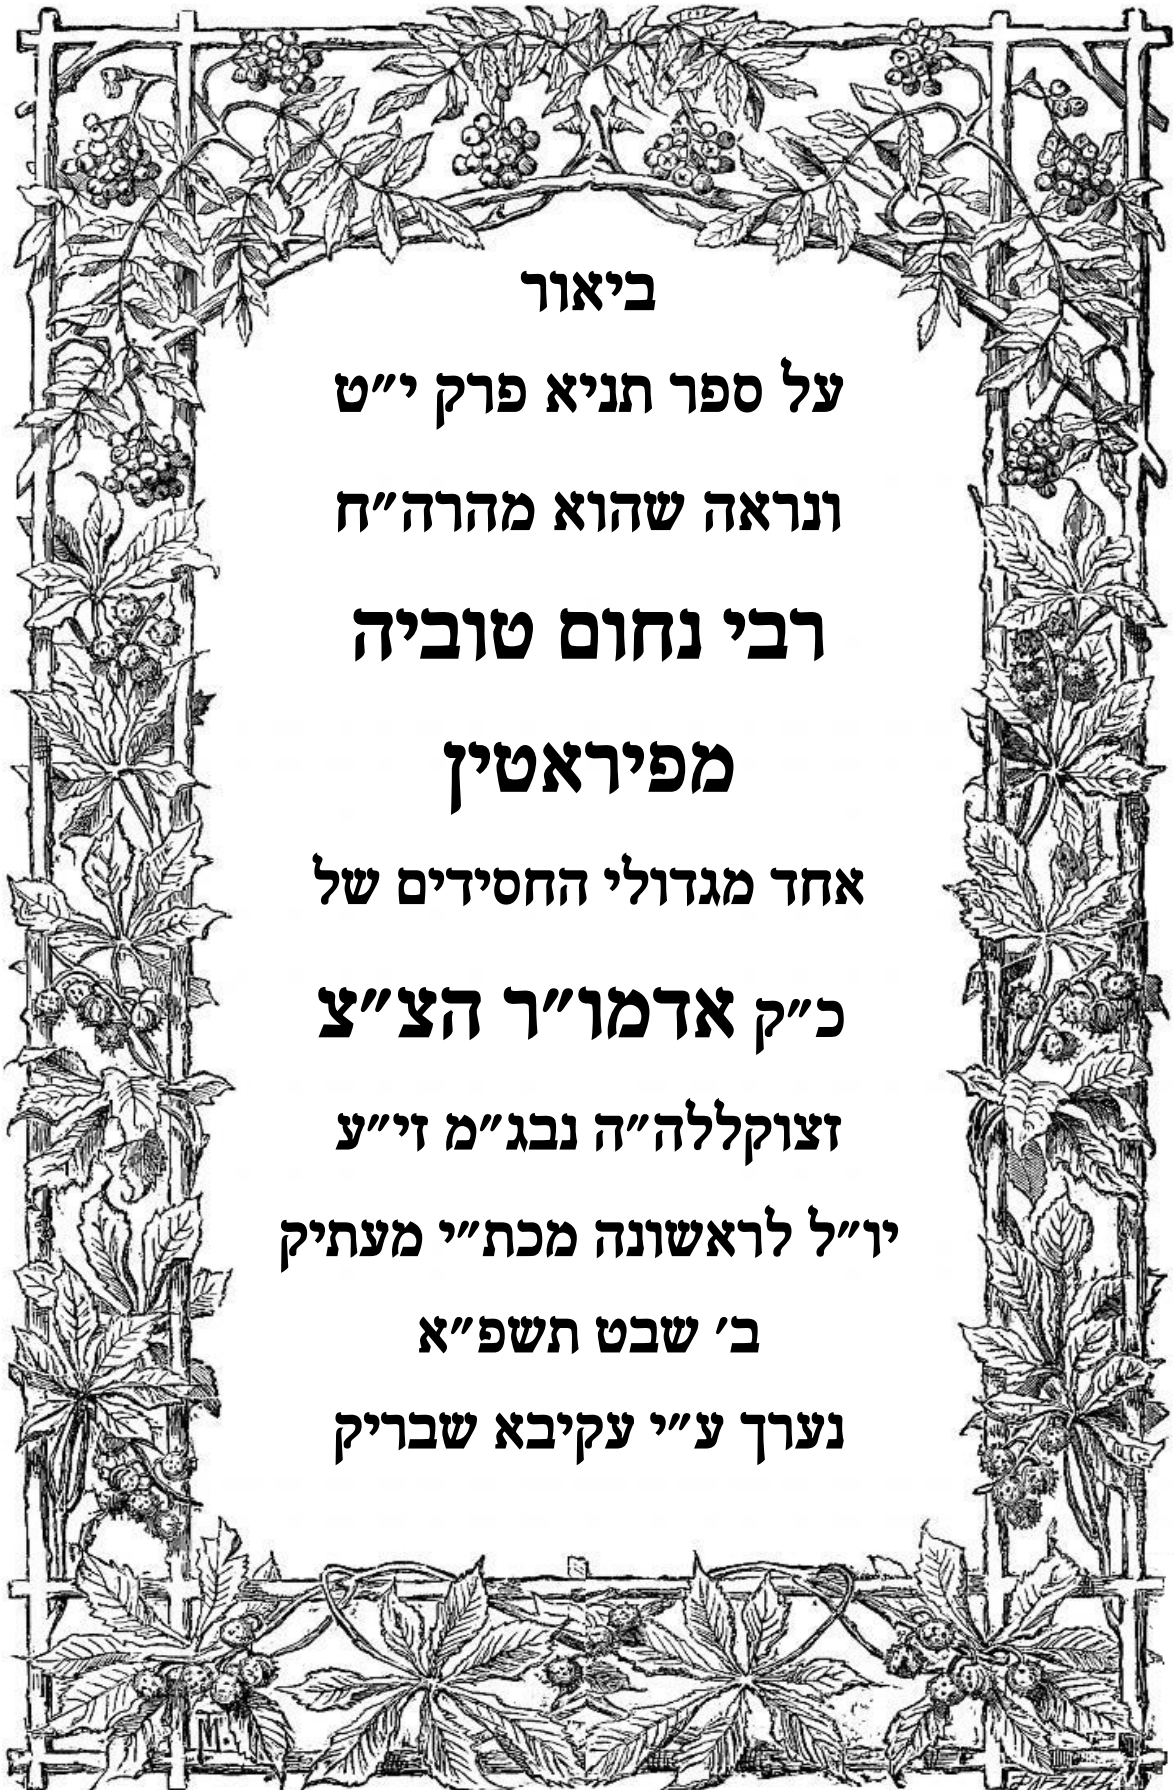 ביאור
על ספר תניא פרק י״ט
ונראה שהוא מהרה״ח
רבי נחום טוביה
מפיראטין
אחד מגדולי החסידים של
כ״ק אדמו״ר הצ״צ
זצוקללה״ה נבג״מ זי״ע
יו״ל לראשונה מכת״י מעתיק
ב׳ שבט תשפ״א
נערך ע״י עקיבא שבריק
M.